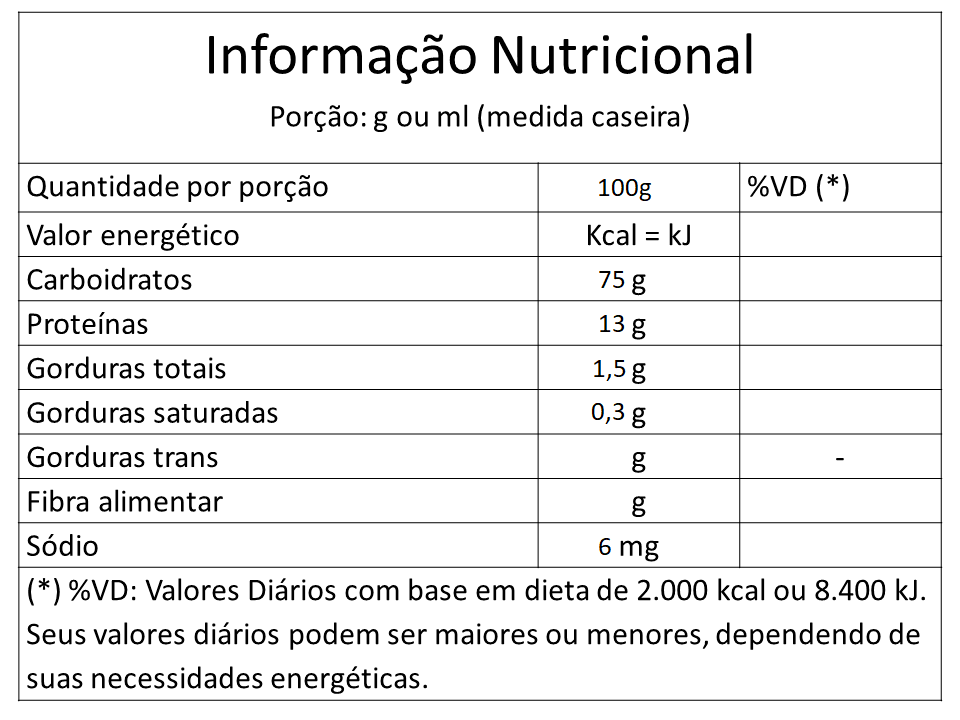 Informação Nutricional
Porção: g ou ml (medida caseira)
Quantidade por porção 100g %VD (*)
Valor energético Kcal = kJ
Carboidratos 75 g
Proteínas 13 g
Gorduras totais 1,5 g
Gorduras saturadas 0,3 g
Gorduras trans g -
Fibra alimentar g
Sódio 6 mg
(*) %VD: Valores Diários com base em dieta de 2.000 kcal ou 8.400 kJ.
Seus valores diários podem ser maiores ou menores, dependendo de
suas necessidades energéticas.